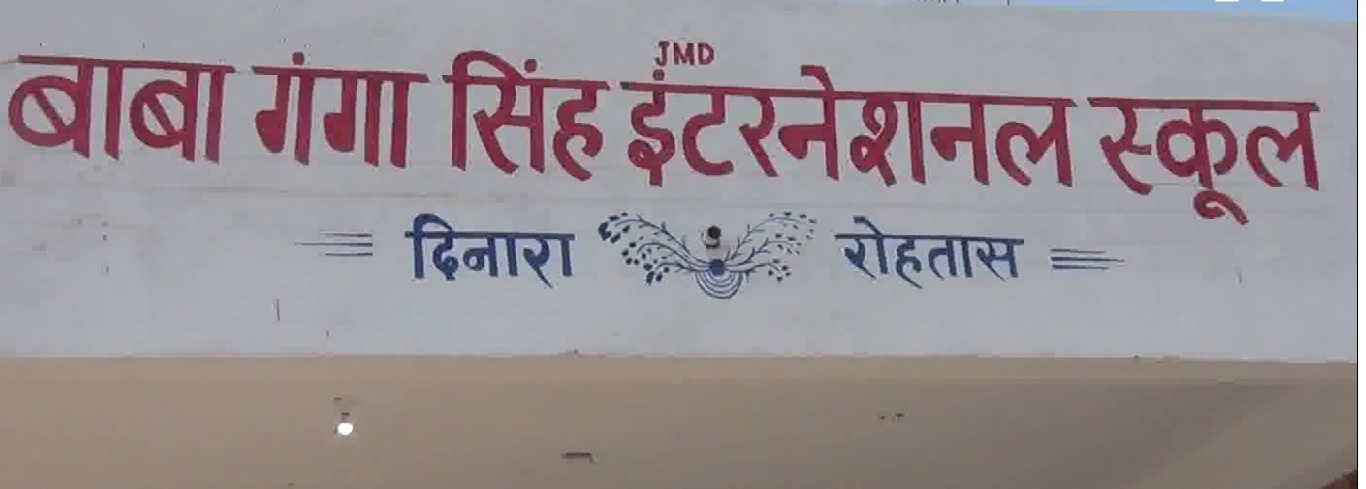 JMD
बाबा गंगा सिंह इंटरनेशनल स्कूल
दिनारा रोहतास